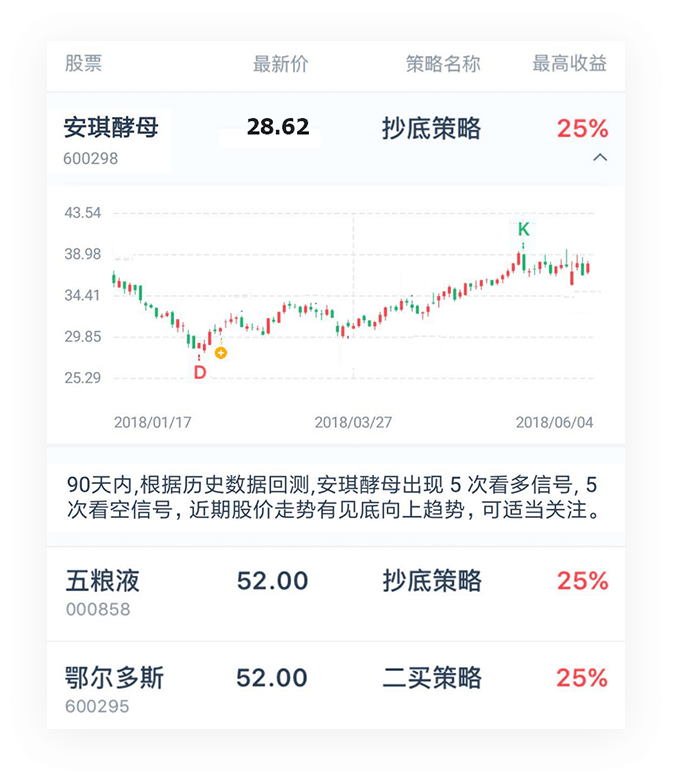 股票 最新价 策略名称 最高收益
安琪酵母 28.62 抄底策略 25%
600298
43.54
K
38.98
34.41
29.85
D
25.29
2018/01/17 2018/03/27 2018/06/04
90天内,根据历史数据回测,安琪酵母出现 5 次看多信号, 5
次看空信号，近期股价走势有见底向上趋势，可适当关注。
五粮液 52.00 抄底策略 25%
000858
鄂尔多斯 52.00 二买策略 25%
600295